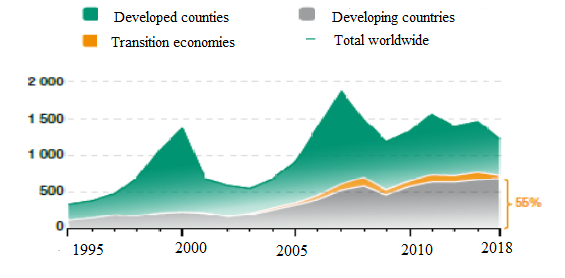 Developed counties
Developing countries
Transition economies
Total worldwide
2 000
1 500
1 000
500
0
55%
1995
2000
2005
2010
2018